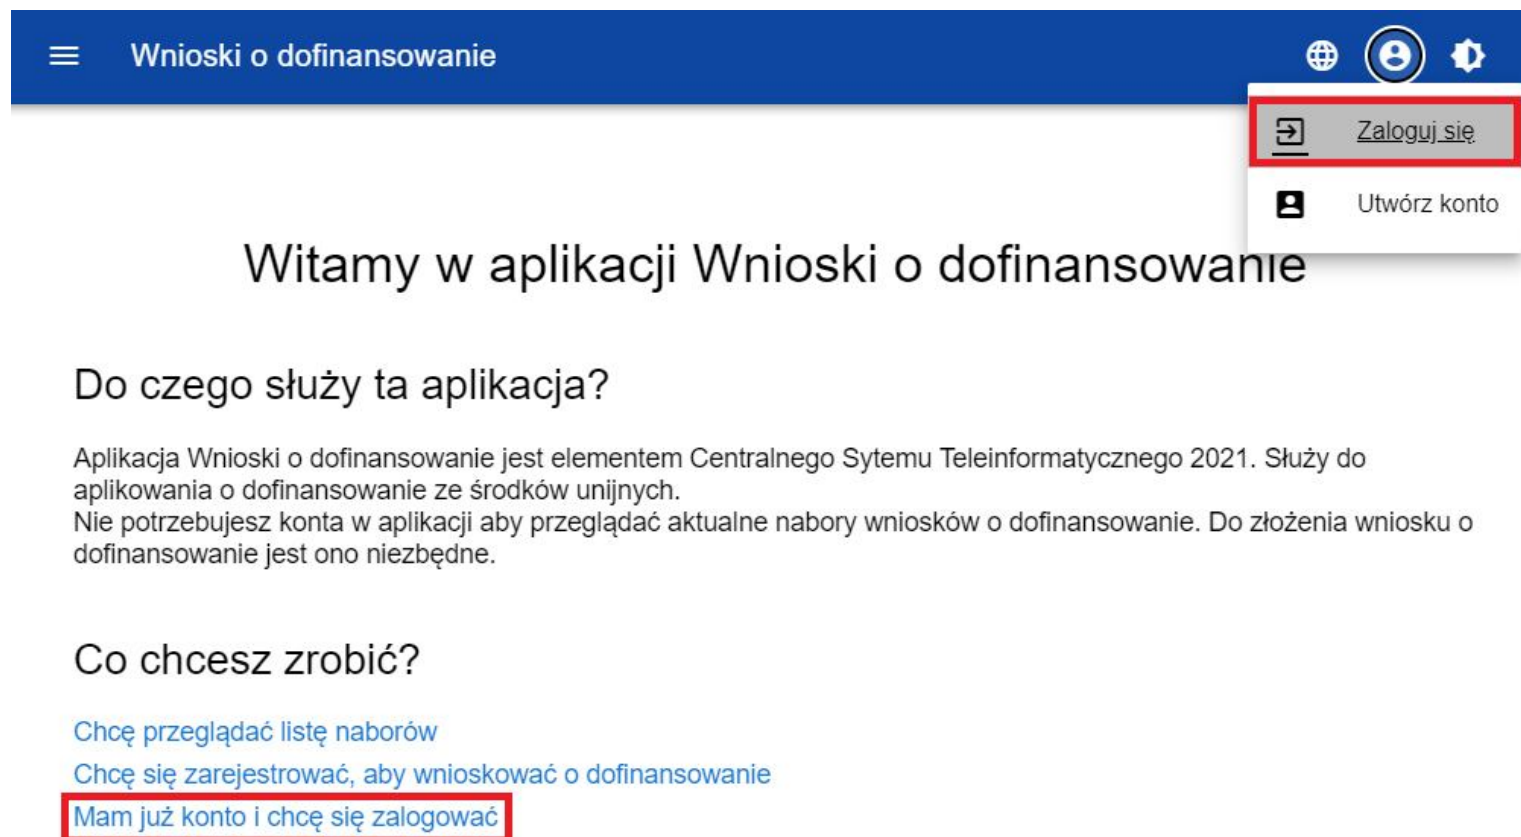 Wnioski o dofinansowanie
Zaloguj się
Utwórz konto
Witamy w aplikacji Wnioski o dofinansowanie
Do czego służy ta aplikacja?
Aplikacja Wnioski o dofinansowanie jest elementem Centralnego Sytemu Teleinformatycznego 2021. Służy do
aplikowania o dofinansowanie ze środków unijnych.
Nie potrzebujesz konta w aplikacji aby przeglądać aktualne nabory wniosków o dofinansowanie. Do złożenia wniosku o
dofinansowanie jest ono niezbędne.
Co chcesz zrobić?
Chcę przeglądać listę naborów
Chcę się zarejestrować, aby wnioskować o dofinansowanie
Mam już konto i chcę się zalogować